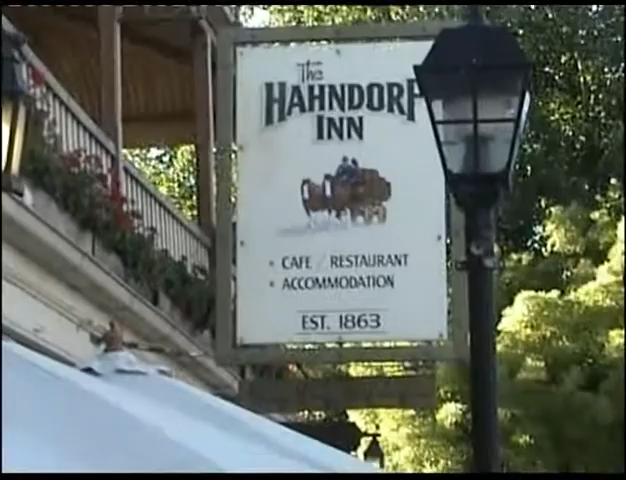 The
HAHNDORF
INN
• CAFE / RESTAURANT
• ACCOMMODATION
EST. 1863